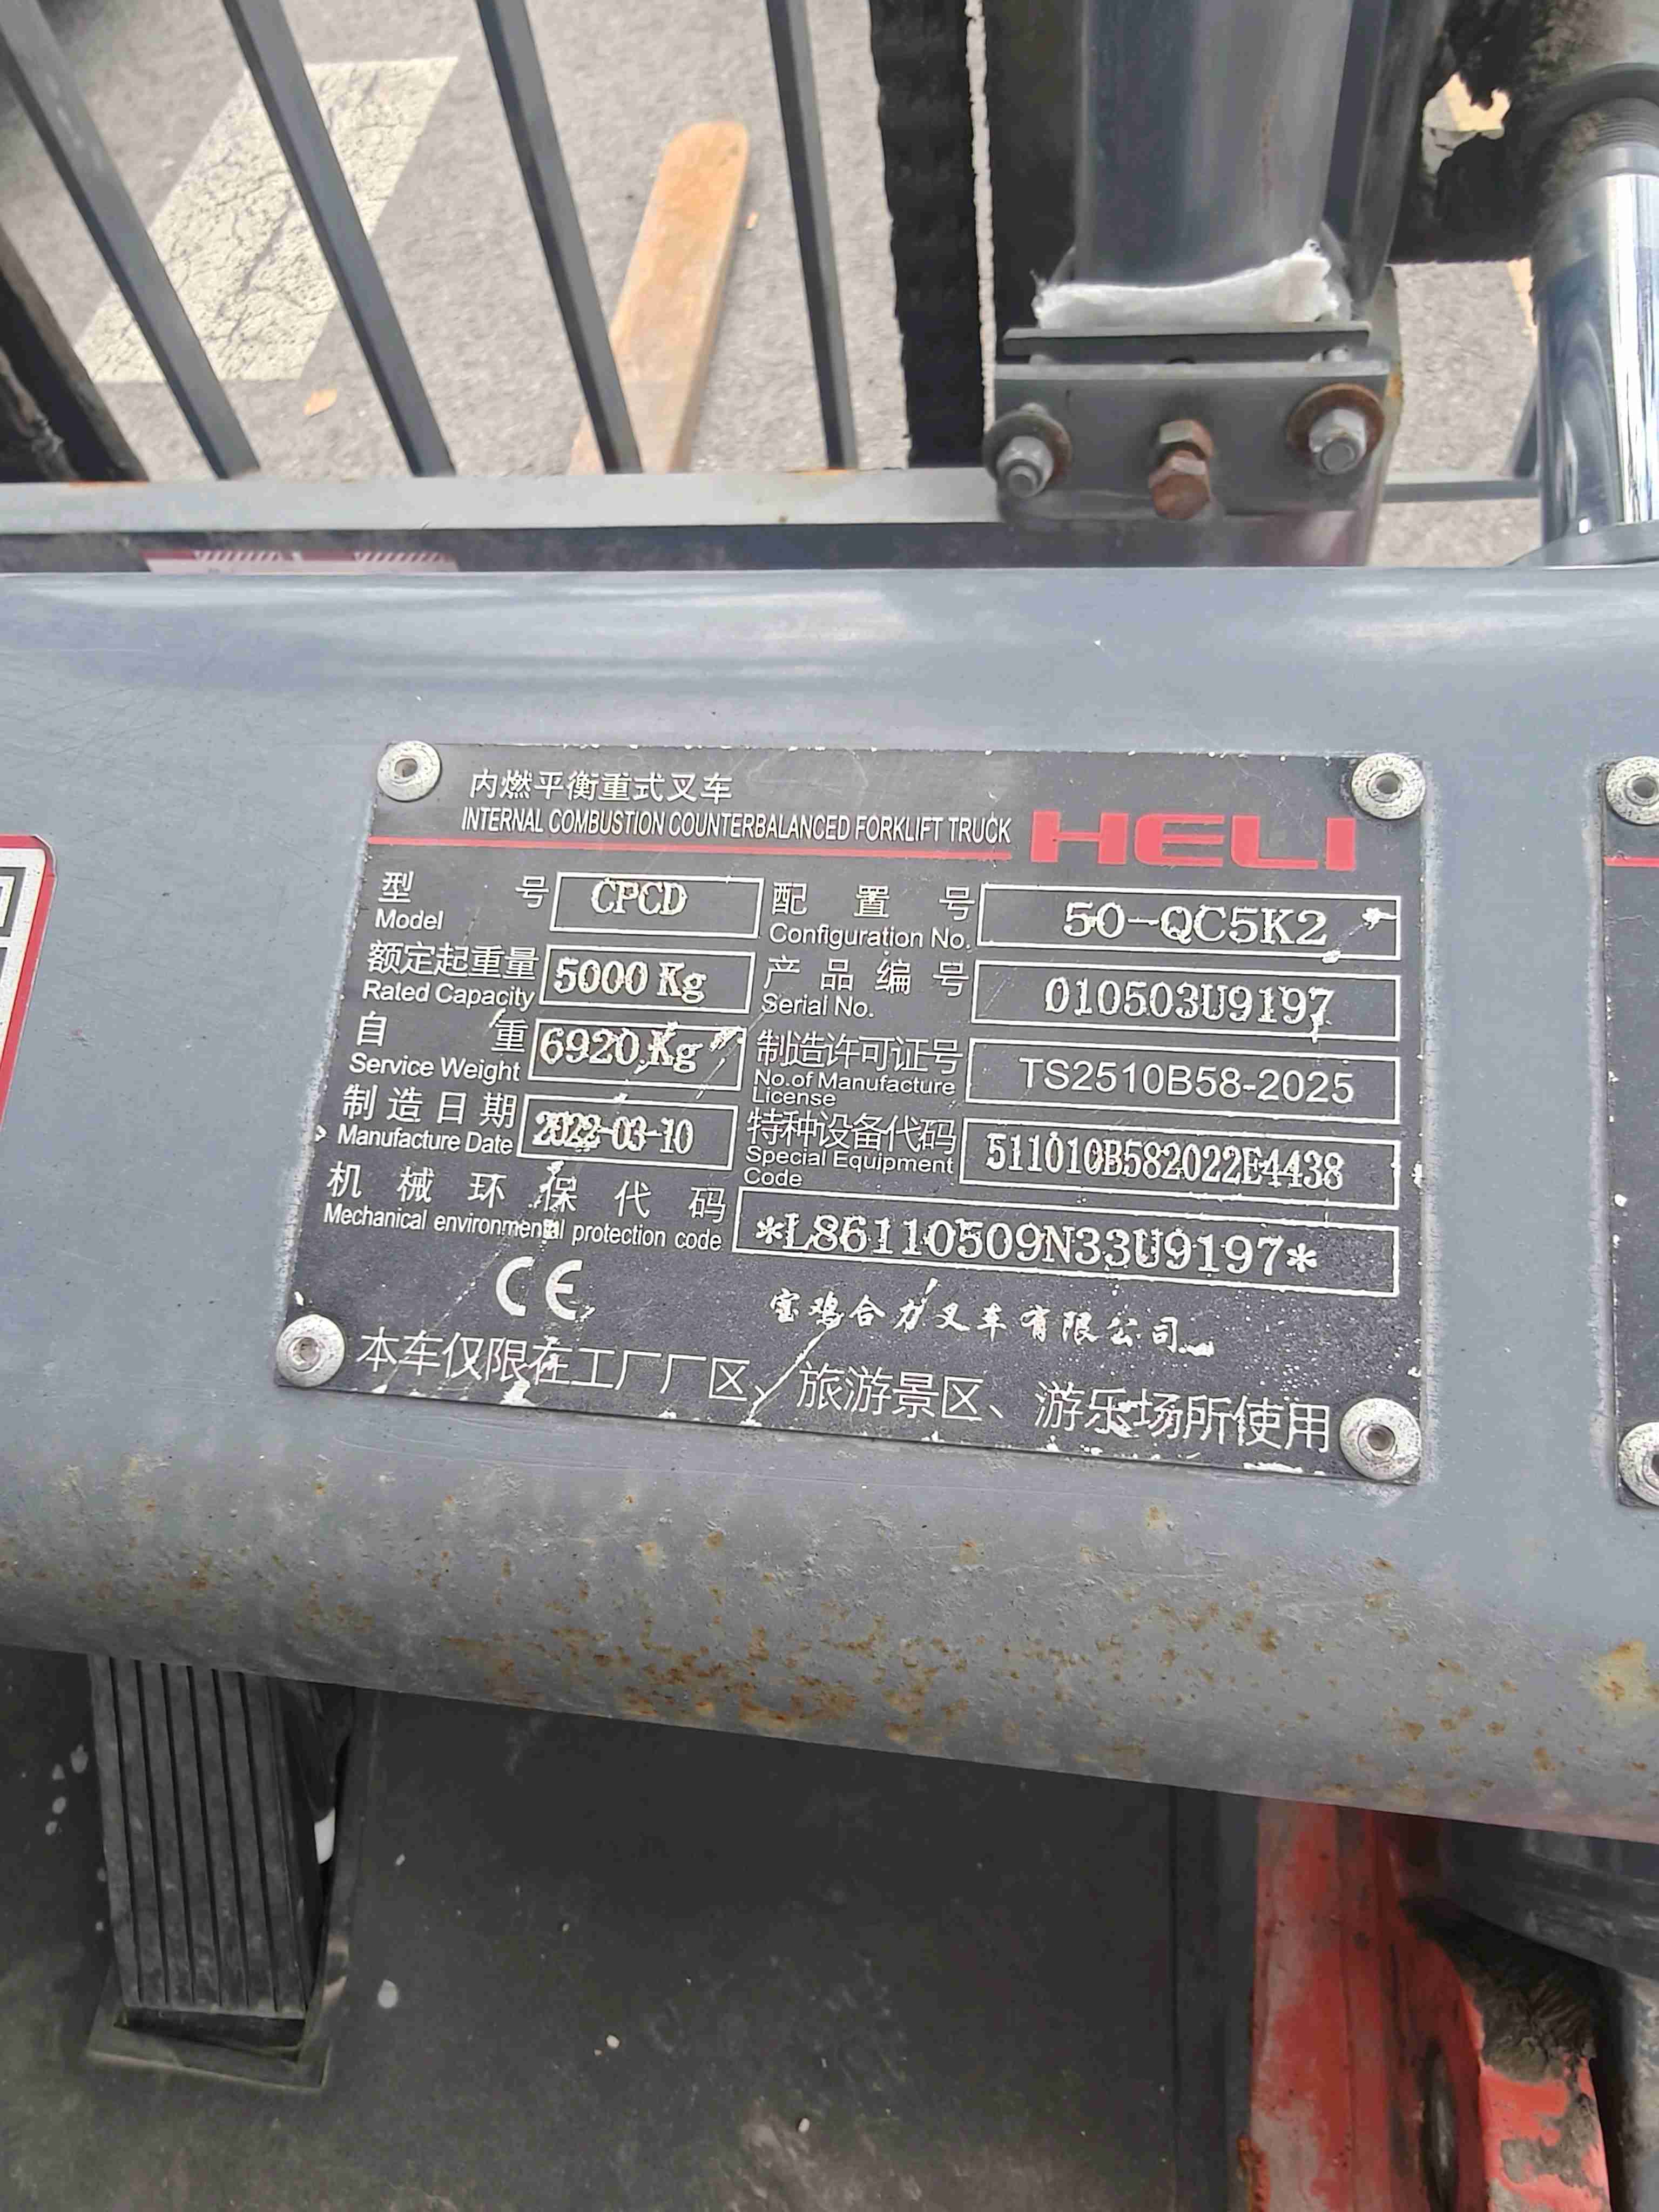 内燃平衡重式叉车
INTERNAL COMBUSTION COUNTERBALANCED FORKLIFT TRUCK HELI
型号 CPCD 配置号 50-QC5K2
Model Configuration No.
额定起重量 5000 Kg 产品编号 010503U9197
Rated Capacity Serial No.
自重 6920 Kg 制造许可证号 TS2510B58-2025
Service Weight No.of Manufacture License
制造日期 2022-03-10 特种设备代码 511010B582022E4438
Manufacture Date Special Equipment Code
机械环保代码 *L86110509N33U9197*
Mechanical environmental protection code
CE 宝鸡合力叉车有限公司
本车仅限在工厂厂区、旅游景区、游乐场所使用